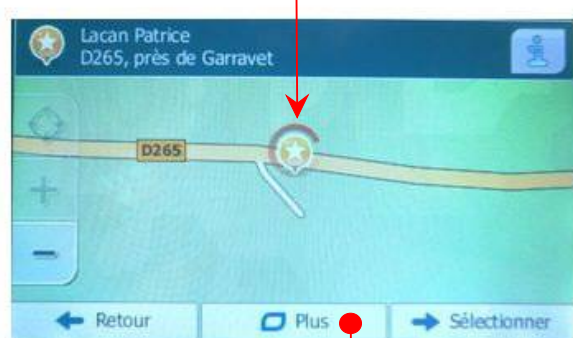 Lacan Patrice
D265, près de Garravet
D265
Retour
Plus
Sélectionner